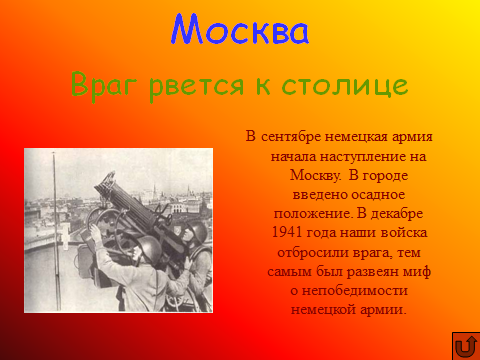 Москва
Враг рвется к столице
В сентябре немецкая армия
начала наступление на
Москву. В городе
введено осадное
положение. В декабре
1941 года наши войска
отбросили врага, тем
самым был развеян миф
о непобедимости
немецкой армии.